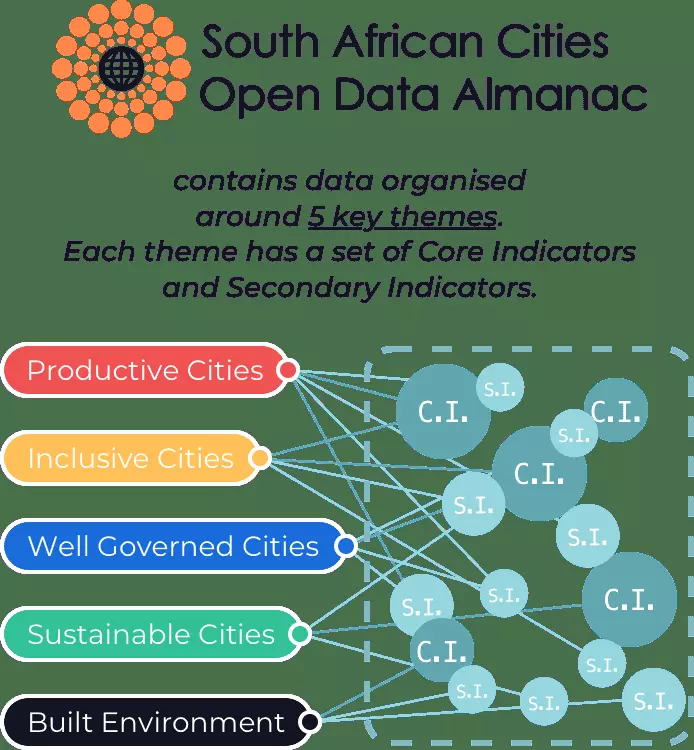 South African Cities
Open Data Almanac
contains data organised
around 5 key themes.
Each theme has a set of Core Indicators
and Secondary Indicators.
Productive Cities
Inclusive Cities
Well Governed Cities
Sustainable Cities
Built Environment
C.I.
S.I.
C.I.
S.I.
C.I.
S.I.
S.I.
S.I.
S.I.
C.I.
C.I.
S.I.
S.I.
S.I.
S.I.